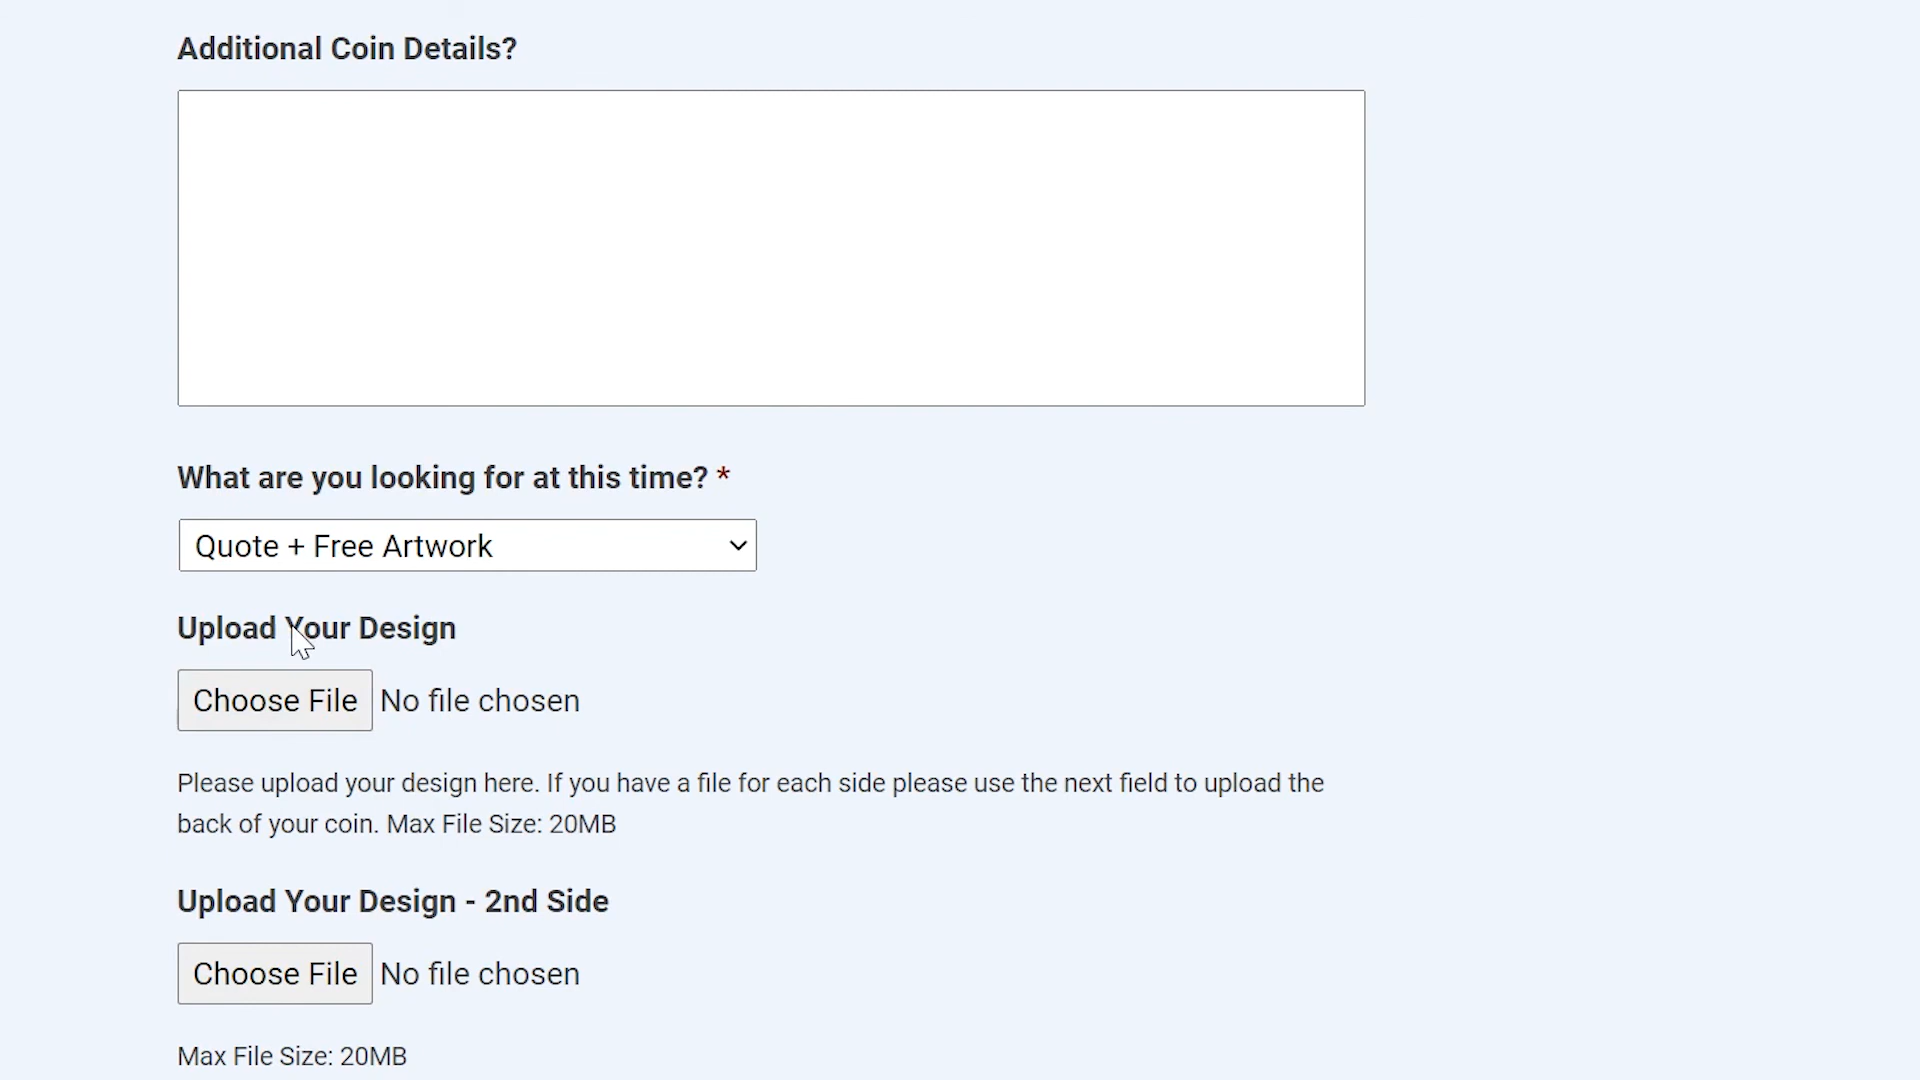 Additional Coin Details?
What are you looking for at this time? *
Quote + Free Artwork
Upload Your Design
Choose File No file chosen
Please upload your design here. If you have a file for each side please use the next field to upload the
back of your coin. Max File Size: 20MB
Upload Your Design - 2nd Side
Choose File No file chosen
Max File Size: 20MB